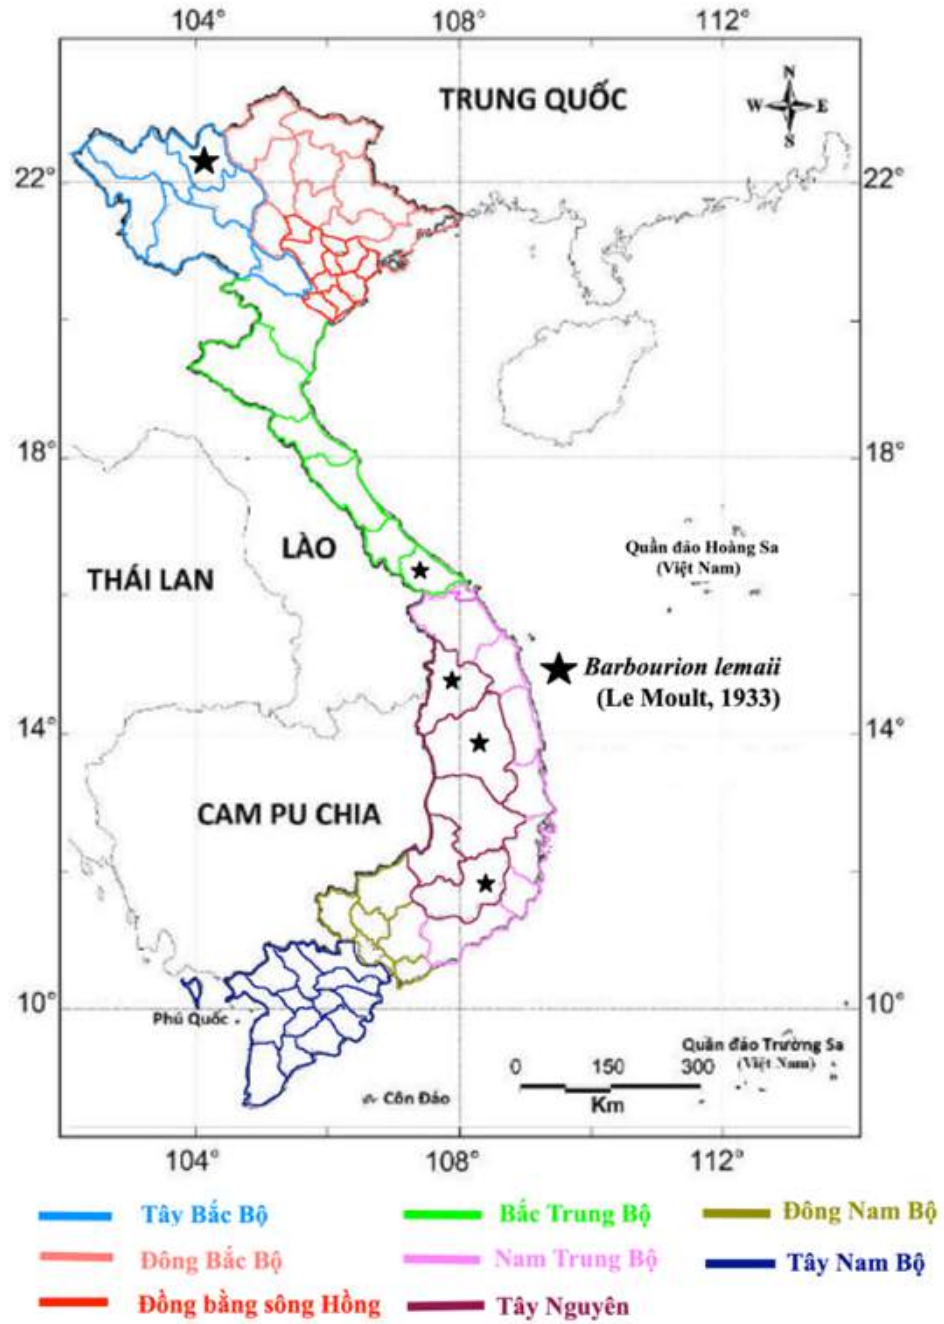 104° 108° 112°
TRUNG QUỐC
N
W E
S
22° 22°
18° 18°
LÀO
THÁI LAN
Quần đảo Hoàng Sa
(Việt Nam)
Barbourion lemaii
(Le Moult, 1933)
14° 14°
CAM PU CHIA
10° 10°
Phú Quốc
Quần đảo Trường Sa
(Việt Nam)
0 150 300
Km
Côn Đảo
104° 108° 112°
Tây Bắc Bộ Bắc Trung Bộ Đông Nam Bộ
Đông Bắc Bộ Nam Trung Bộ Tây Nam Bộ
Đồng bằng sông Hồng Tây Nguyên